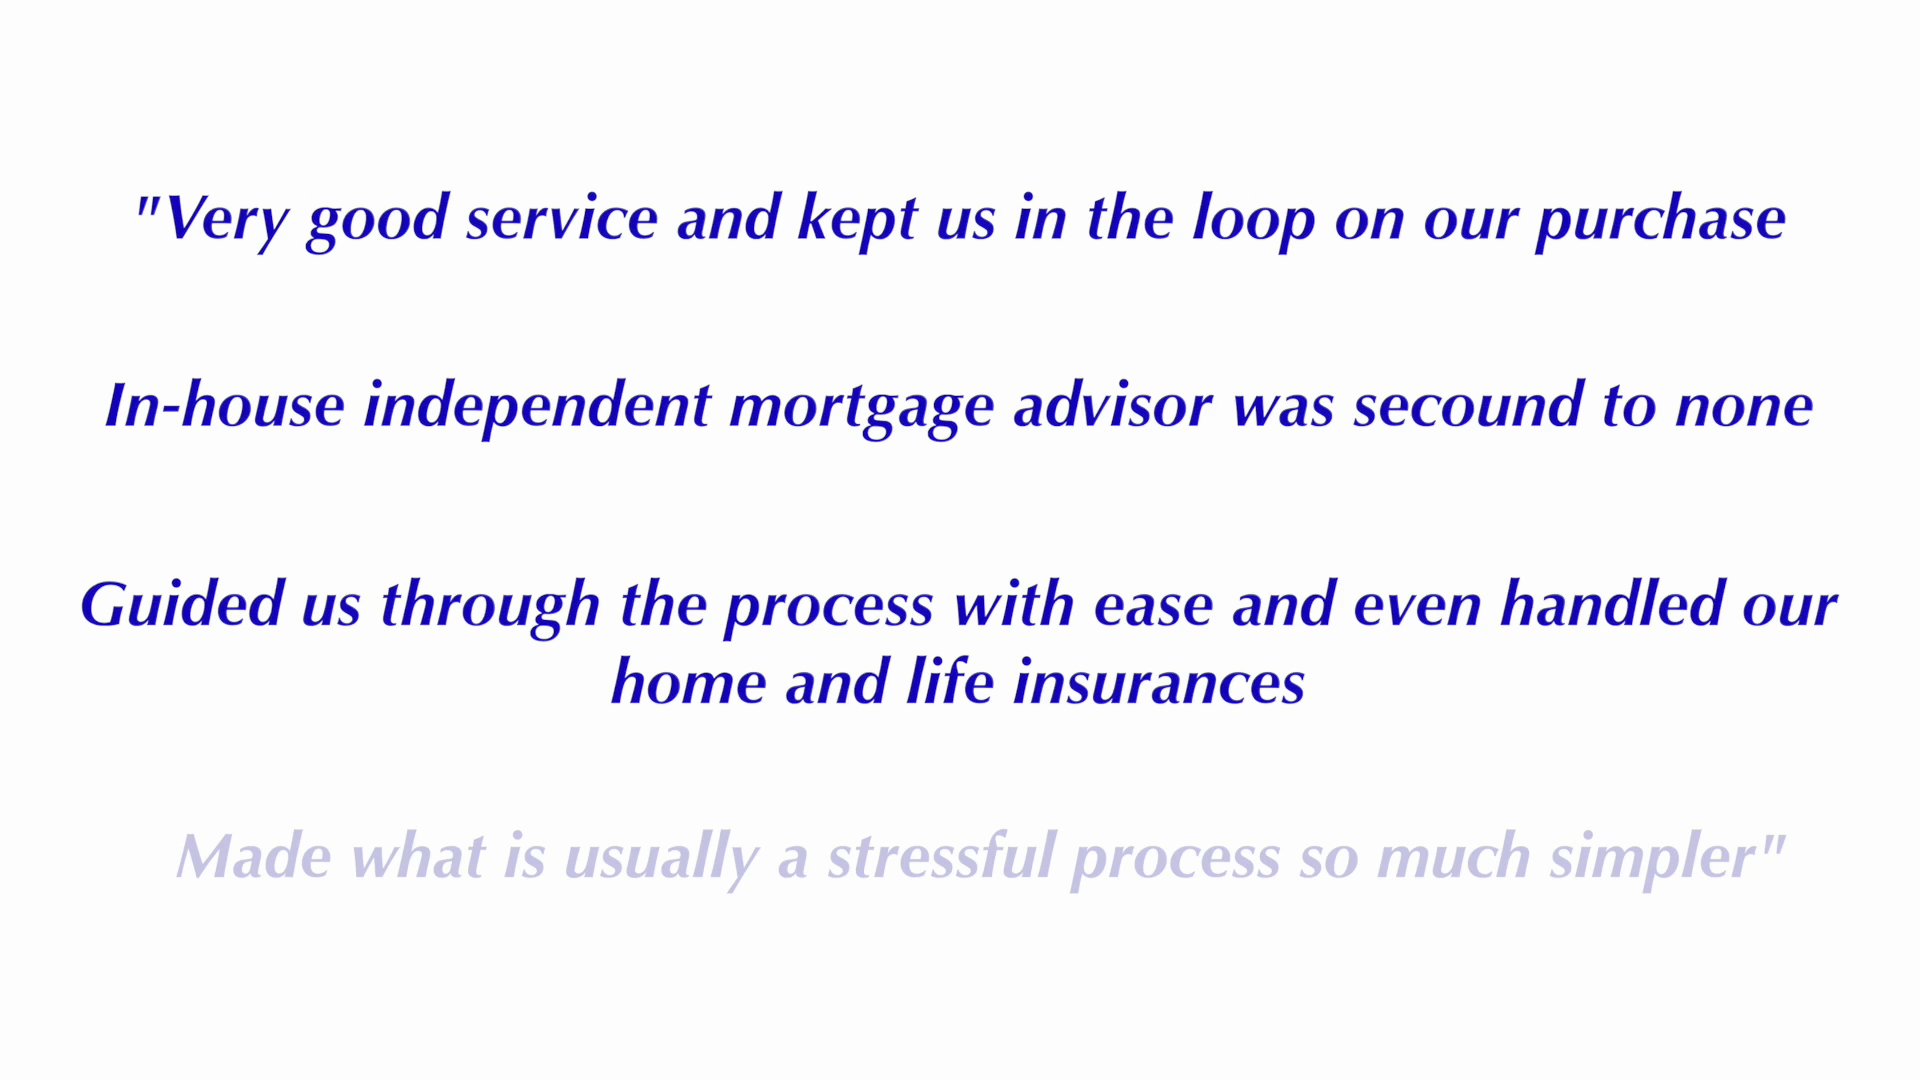 "Very good service and kept us in the loop on our purchase
In-house independent mortgage advisor was secound to none
Guided us through the process with ease and even handled our
home and life insurances
Made what is usually a stressful process so much simpler"